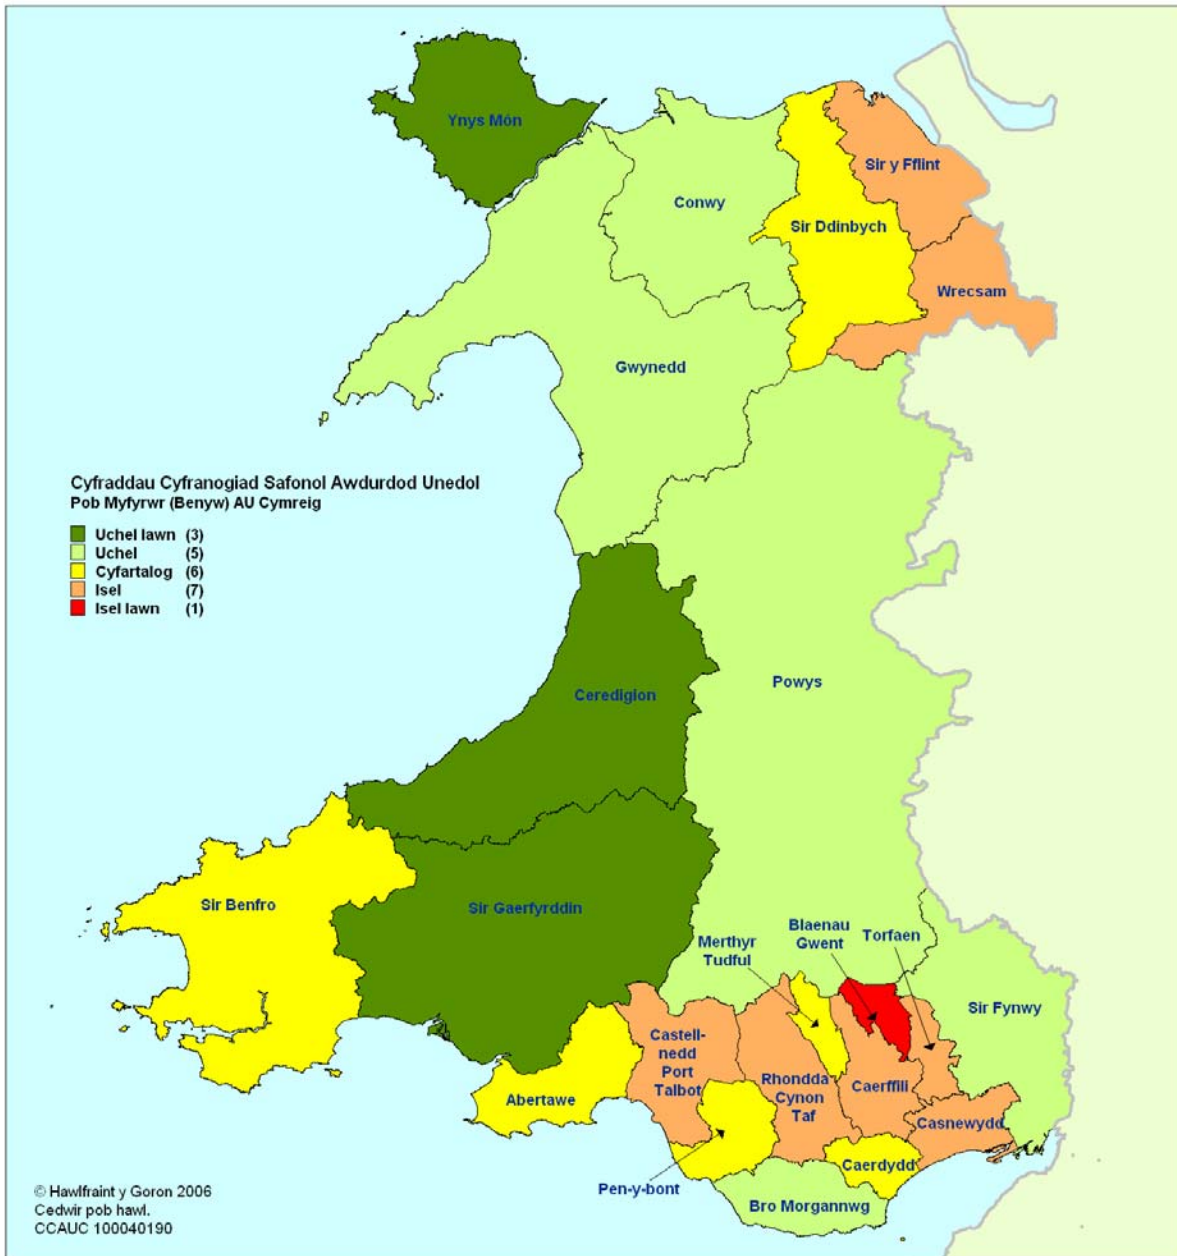 Ynys Môn
Sir y Fflint
Conwy
Sir Ddinbych
Wrecsam
Gwynedd
Cyfraddau Cyfranogiad Safonol Awdurdod Unedol
Pob Myfyrwr (Benyw) AU Cymreig
Uchel Iawn (3)
Uchel (5)
Cyfartalog (6)
Isel (7)
Isel Iawn (1)
Ceredigion
Powys
Sir Benfro
Sir Gaerfyrddin
Merthyr
Tudful
Blaenau
Gwent
Torfaen
Sir Fynwy
Castell-
nedd
Port
Talbot
Rhondda
Cynon
Taf
Caerffili
Abertawe
Casnewydd
Caerdydd
Pen-y-bont
Bro Morgannwg
© Hawlfraint y Goron 2006
Cedwir pob hawl.
CCAUC 100040190